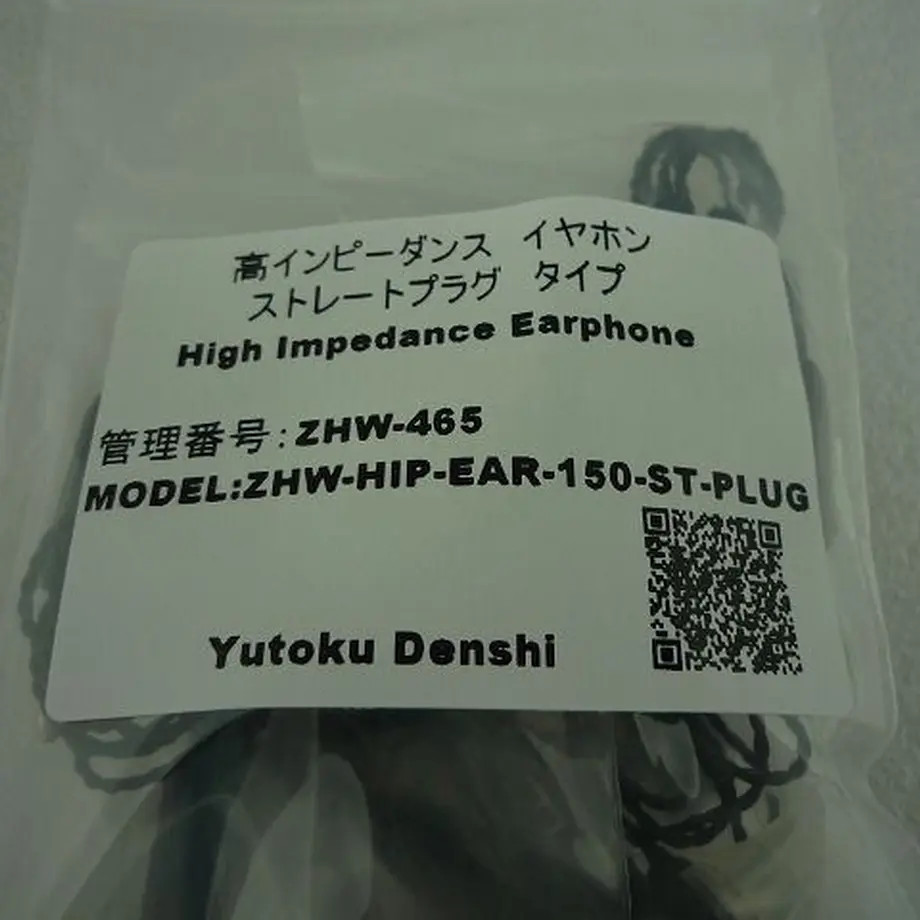 高インピーダンス　イヤホン
ストレートプラグ　タイプ
High Impedance Earphone
管理番号:ZHW-465
MODEL:ZHW-HIP-EAR-150-ST-PLUG
Yutoku Denshi